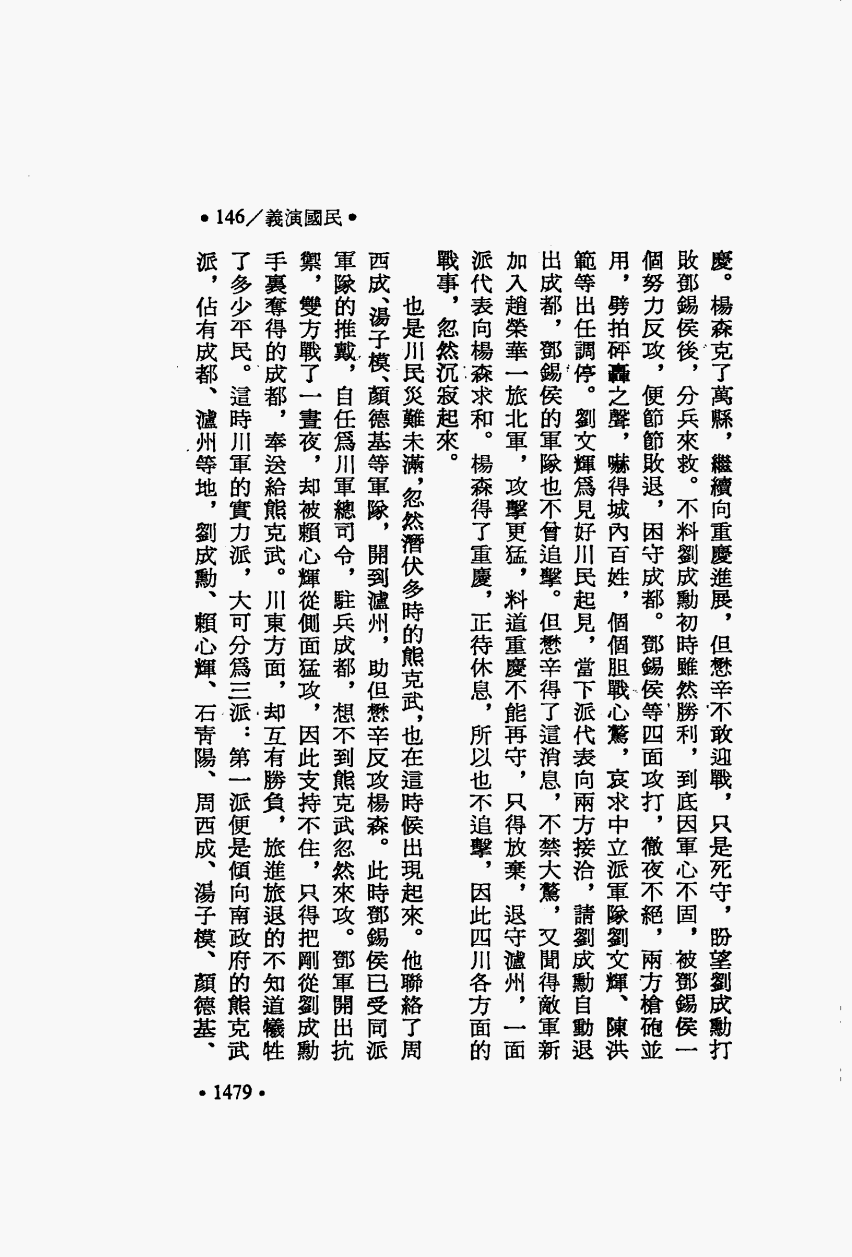 •146／義演國民•
慶。楊森克了萬縣，繼續向重慶進展，但懋辛不敢迎戰，只是死守，盼望劉成勳打
敗鄧錫侯後，分兵來救。不料劉成勳初時雖然勝利，到底因軍心不固，被鄧錫侯一
個努力反攻，便節節敗退，困守成都。鄧錫侯等四面攻打，徹夜不絕，兩方槍砲並
用，劈拍砰轟之聲，嚇得城內百姓，個個胆戰心驚，哀求中立派軍隊劉文輝、陳洪
範等出任調停。劉文輝爲見好川民起見，當下派代表向兩方接洽，請劉成勳自動退
出成都，鄧錫侯的軍隊也不曾追擊。但懋辛得了這消息，不禁大驚，又聞得敵軍新
加入趙榮華一旅北軍，攻擊更猛，料道重慶不能再守，只得放棄，退守瀘州，一面
派代表向楊森求和。楊森得了重慶，正待休息，所以也不追擊，因此四川各方面的
戰事，忽然沉寂起來。
也是川民災難未滿，忽然潛伏多時的熊克武，也在這時候出現起來。他聯絡了周
西成、湯子模、顏德基等軍隊，開到瀘州，助但懋辛反攻楊森。此時鄧錫侯已受同派
軍隊的推戴，自任爲川軍總司令，駐兵成都，想不到熊克武忽然來攻。鄧軍開出抗
禦，雙方戰了一晝夜，却被賴心輝從側面猛攻，因此支持不住，只得把剛從劉成勳
手裏奪得的成都，奉送給熊克武。川東方面，却互有勝負，旅進旅退的不知道犧牲
了多少平民。這時川軍的實力派，大可分爲三派：第一派便是傾向南政府的熊克武
派，佔有成都、瀘州等地，劉成勳、賴心輝、石青陽、周西成、湯子模、顏德基、
•1479•